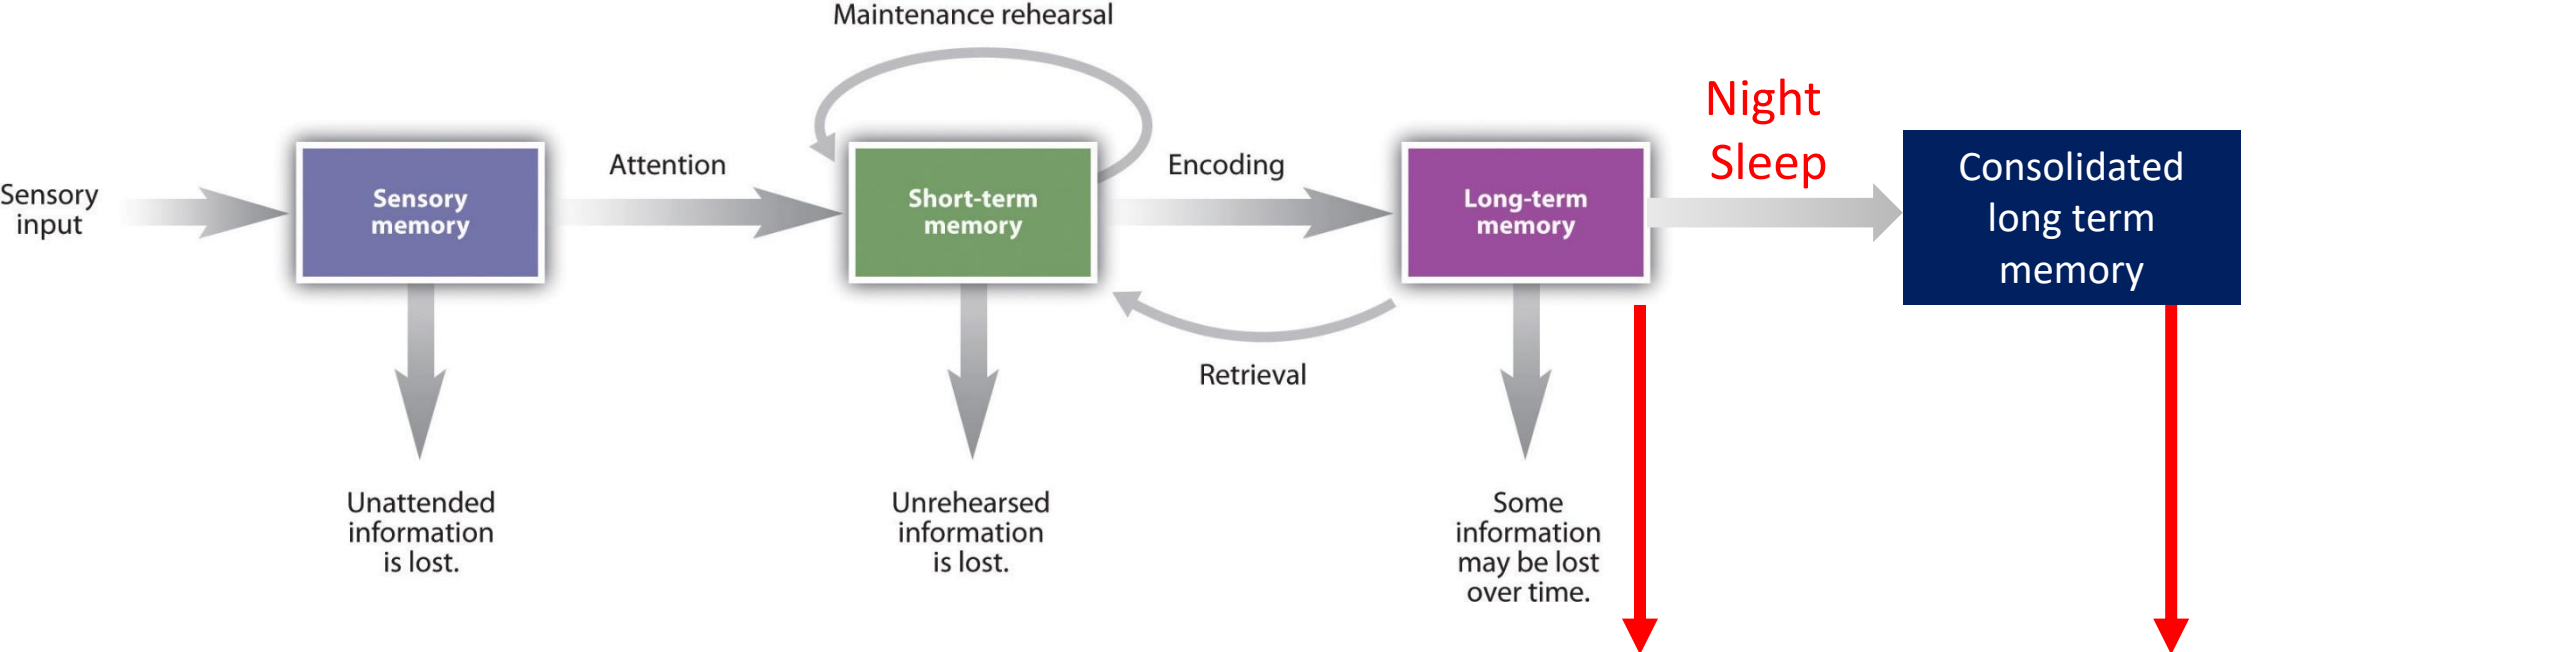 Maintenance rehearsal
Night
Sleep
Sensory
input
Sensory
memory
Attention
Short-term
memory
Encoding
Long-term
memory
Consolidated
long term
memory
Retrieval
Unattended
information
is lost.
Unrehearsed
information
is lost.
Some
information
may be lost
over time.